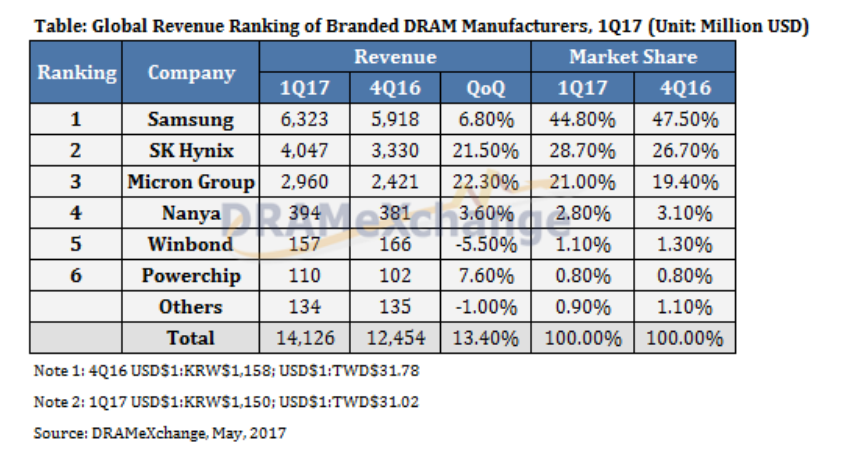 Table: Global Revenue Ranking of Branded DRAM Manufacturers, 1Q17 (Unit: Million USD)
Ranking Company Revenue Market Share
1Q17 4Q16 QoQ 1Q17 4Q16
1 Samsung 6,323 5,918 6.80% 44.80% 47.50%
2 SK Hynix 4,047 3,330 21.50% 28.70% 26.70%
3 Micron Group 2,960 2,421 22.30% 21.00% 19.40%
4 Nanya 394 381 3.60% 2.80% 3.10%
5 Winbond 157 166 -5.50% 1.10% 1.30%
6 Powerchip 110 102 7.60% 0.80% 0.80%
Others 134 135 -1.00% 0.90% 1.10%
Total 14,126 12,454 13.40% 100.00% 100.00%
DRAMeXchange
Note 1: 4Q16 USD$1:KRW$1,158; USD$1:TWD$31.78
Note 2: 1Q17 USD$1:KRW$1,150; USD$1:TWD$31.02
Source: DRAMeXchange, May, 2017